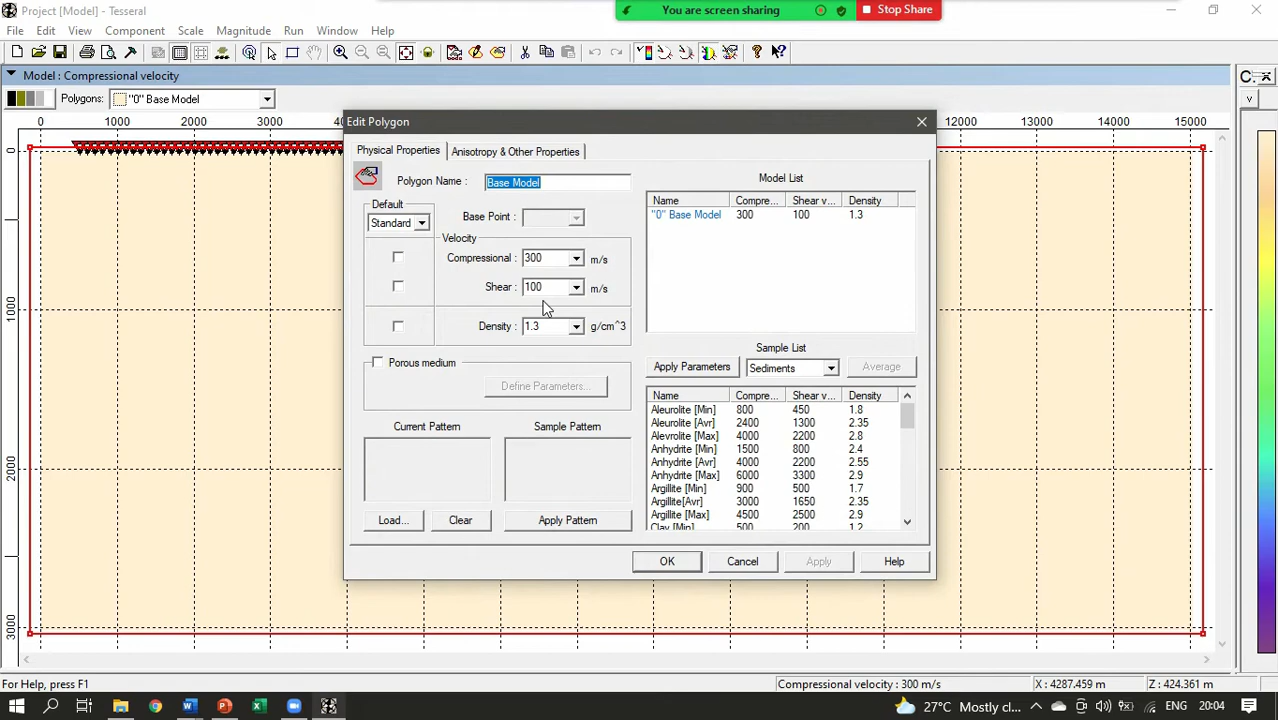 Project [Model] - Tesseral
You are screen sharing
Stop Share
File Edit View Component Scale Magnitude Run Window Help
Model : Compressional velocity
C...
Polygons: "0" Base Model
0 1000 2000 3000 12000 13000 14000 15000
0
1000
2000
3000
Edit Polygon
Physical Properties Anisotropy & Other Properties
Polygon Name : Base Model
Default
Standard
Base Point :
Velocity
Compressional : 300 m/s
Shear : 100 m/s
Density : 1.3 g/cm^3
Porous medium
Define Parameters...
Current Pattern Sample Pattern
Load... Clear Apply Pattern
Model List
Name Compre... Shear v... Density
"0" Base Model 300 100 1.3
Sample List
Apply Parameters Sediments Average
Name Compre... Shear v... Density
Aleurolite [Min] 800 450 1.8
Aleurolite [Avr] 2400 1300 2.35
Alevrolite [Max] 4000 2200 2.8
Anhydrite [Min] 1500 800 2.4
Anhydrite [Avr] 4000 2200 2.55
Anhydrite [Max] 6000 3300 2.9
Argillite [Min] 900 500 1.7
Argillite[Avr] 3000 1650 2.35
Argillite [Max] 4500 2500 2.9
Clay [Min] 500 200 1.2
OK Cancel Apply Help
For Help, press F1
Compressional velocity : 300 m/s
X : 4287.459 m
Z : 424.361 m
27°C Mostly cl...
ENG 20:04